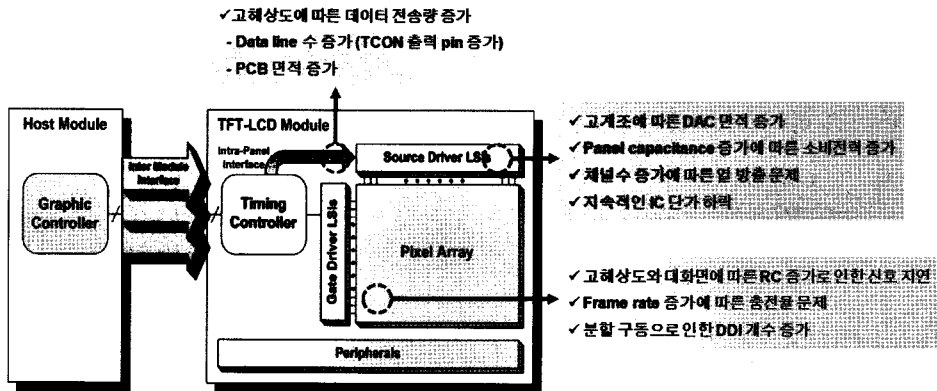 ✓고해상도에 따른 데이터 전송량 증가
- Data line 수 증가 (TCON 출력 pin 증가)
- PCB 면적 증가
Host Module
TFT-LCD Module
Intra-Panel
Interface
Source Driver LSIs
Inter Module
Interface
Graphic
Controller
Timing
Controller
Gate Driver LSIs
Pixel Array
Peripherals
✓고계조에 따른 DAC 면적 증가
✓Panel capacitance 증가에 따른 소비전력 증가
✓채널 수 증가에 따른 열 방출 문제
✓지속적인 IC 단가 하락
✓고해상도와 대화면에 따른 RC 증가로 인한 신호 지연
✓Frame rate 증가에 따른 충전율 문제
✓분할 구동으로 인한 DDI 개수 증가